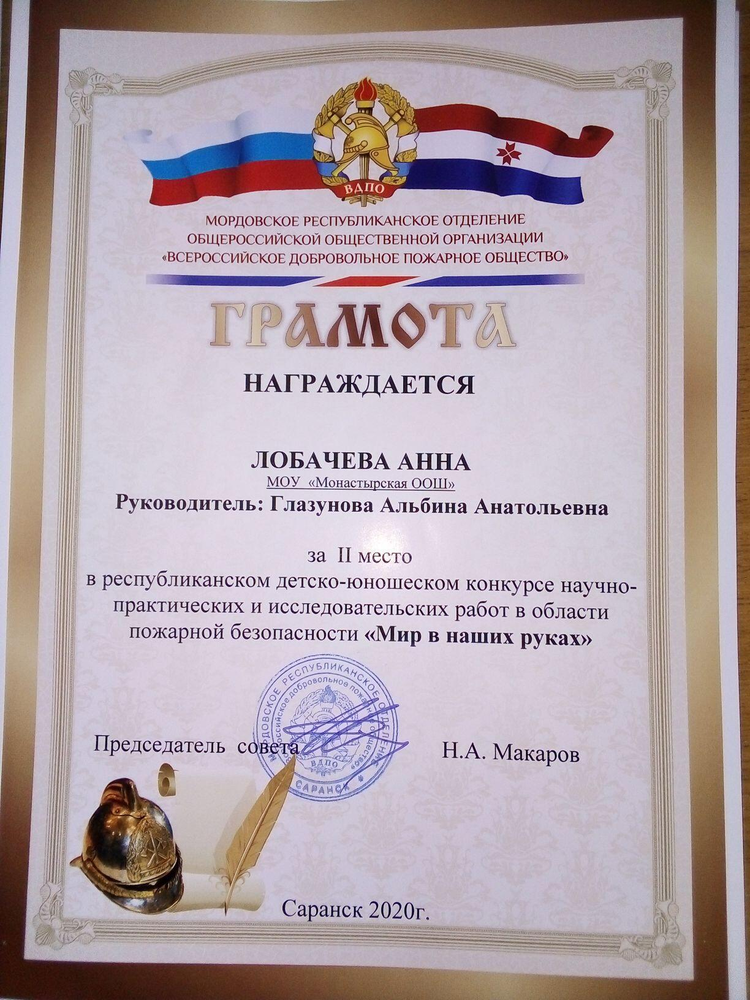 ВДПО
МОРДОВСКОЕ РЕСПУБЛИКАНСКОЕ ОТДЕЛЕНИЕ
ОБЩЕРОССИЙСКОЙ ОБЩЕСТВЕННОЙ ОРГАНИЗАЦИИ
«ВСЕРОССИЙСКОЕ ДОБРОВОЛЬНОЕ ПОЖАРНОЕ ОБЩЕСТВО»
ГРАМОТА
НАГРАЖДАЕТСЯ
ЛОБАЧЕВА АННА
МОУ «Монастырская ООШ»
Руководитель: Глазунова Альбина Анатольевна
за II место
в республиканском детско-юношеском конкурсе научно-
практических и исследовательских работ в области
пожарной безопасности «Мир в наших руках»
МОРДОВСКОЕ РЕСПУБЛИКАНСКОЕ ОТДЕЛЕНИЕ
Всероссийское добровольное пожарное общество»
ВДПО
САРАНСК
Председатель совета Н.А. Макаров
Саранск 2020г.